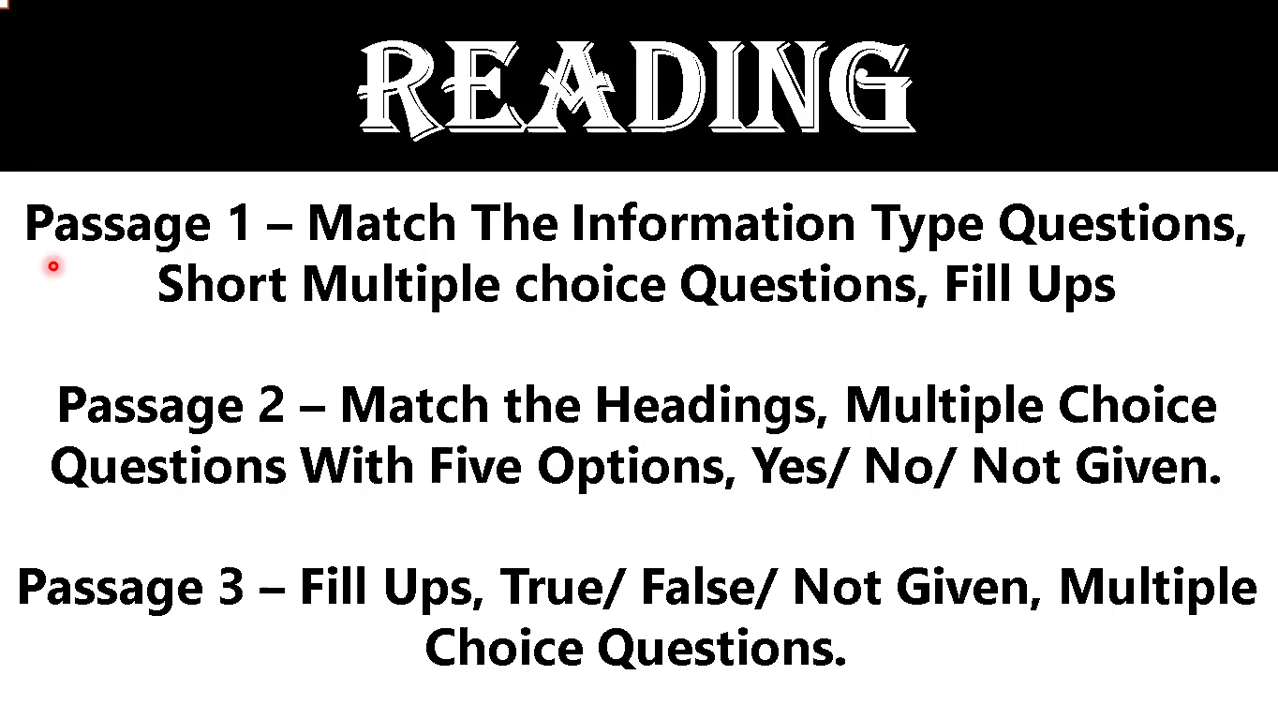 READING
Passage 1 – Match The Information Type Questions,
Short Multiple choice Questions, Fill Ups
Passage 2 – Match the Headings, Multiple Choice
Questions With Five Options, Yes/ No/ Not Given.
Passage 3 – Fill Ups, True/ False/ Not Given, Multiple
Choice Questions.